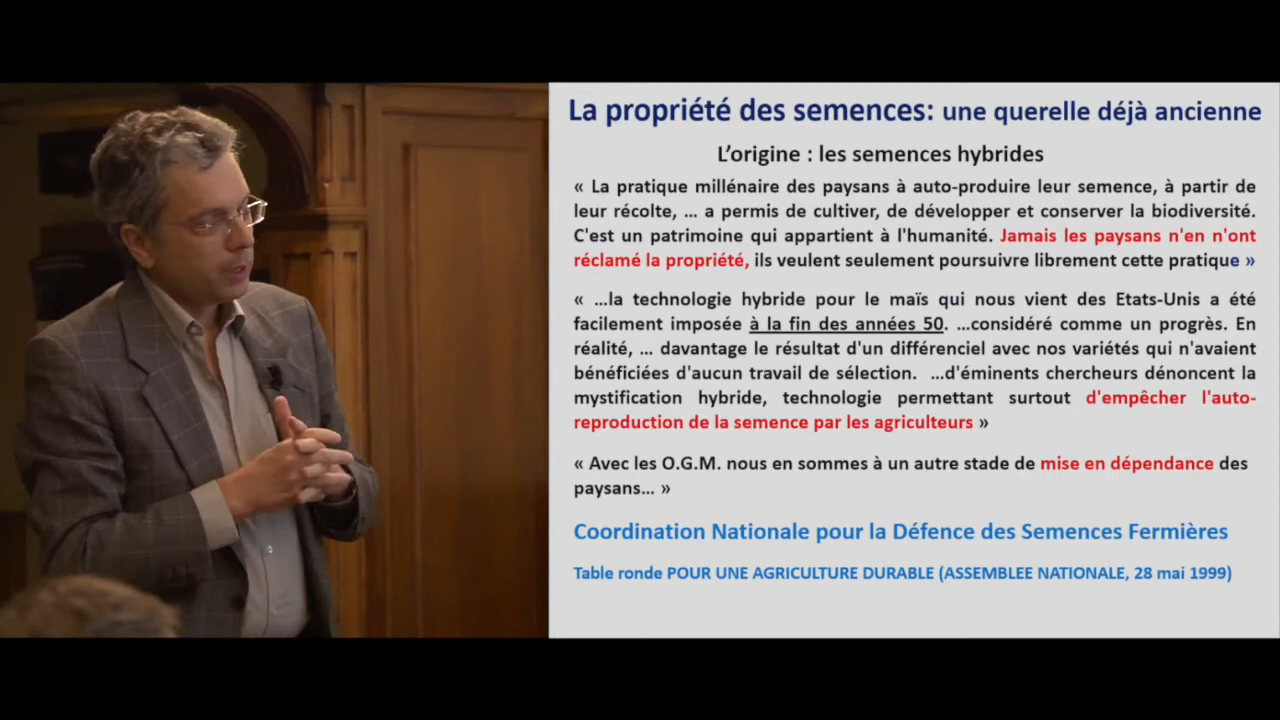 La propriété des semences: une querelle déjà ancienne
L'origine : les semences hybrides
« La pratique millénaire des paysans à auto-produire leur semence, à partir de
leur récolte, … a permis de cultiver, de développer et conserver la biodiversité.
C'est un patrimoine qui appartient à l'humanité. Jamais les paysans n'en n'ont
réclamé la propriété, ils veulent seulement poursuivre librement cette pratique »
« …la technologie hybride pour le maïs qui nous vient des Etats-Unis a été
facilement imposée à la fin des années 50. …considéré comme un progrès. En
réalité, … davantage le résultat d'un différenciel avec nos variétés qui n'avaient
bénéficiées d'aucun travail de sélection. …d'éminents chercheurs dénoncent la
mystification hybride, technologie permettant surtout d'empêcher l'auto-
reproduction de la semence par les agriculteurs »
« Avec les O.G.M. nous en sommes à un autre stade de mise en dépendance des
paysans… »
Coordination Nationale pour la Défence des Semences Fermières
Table ronde POUR UNE AGRICULTURE DURABLE (ASSEMBLEE NATIONALE, 28 mai 1999)